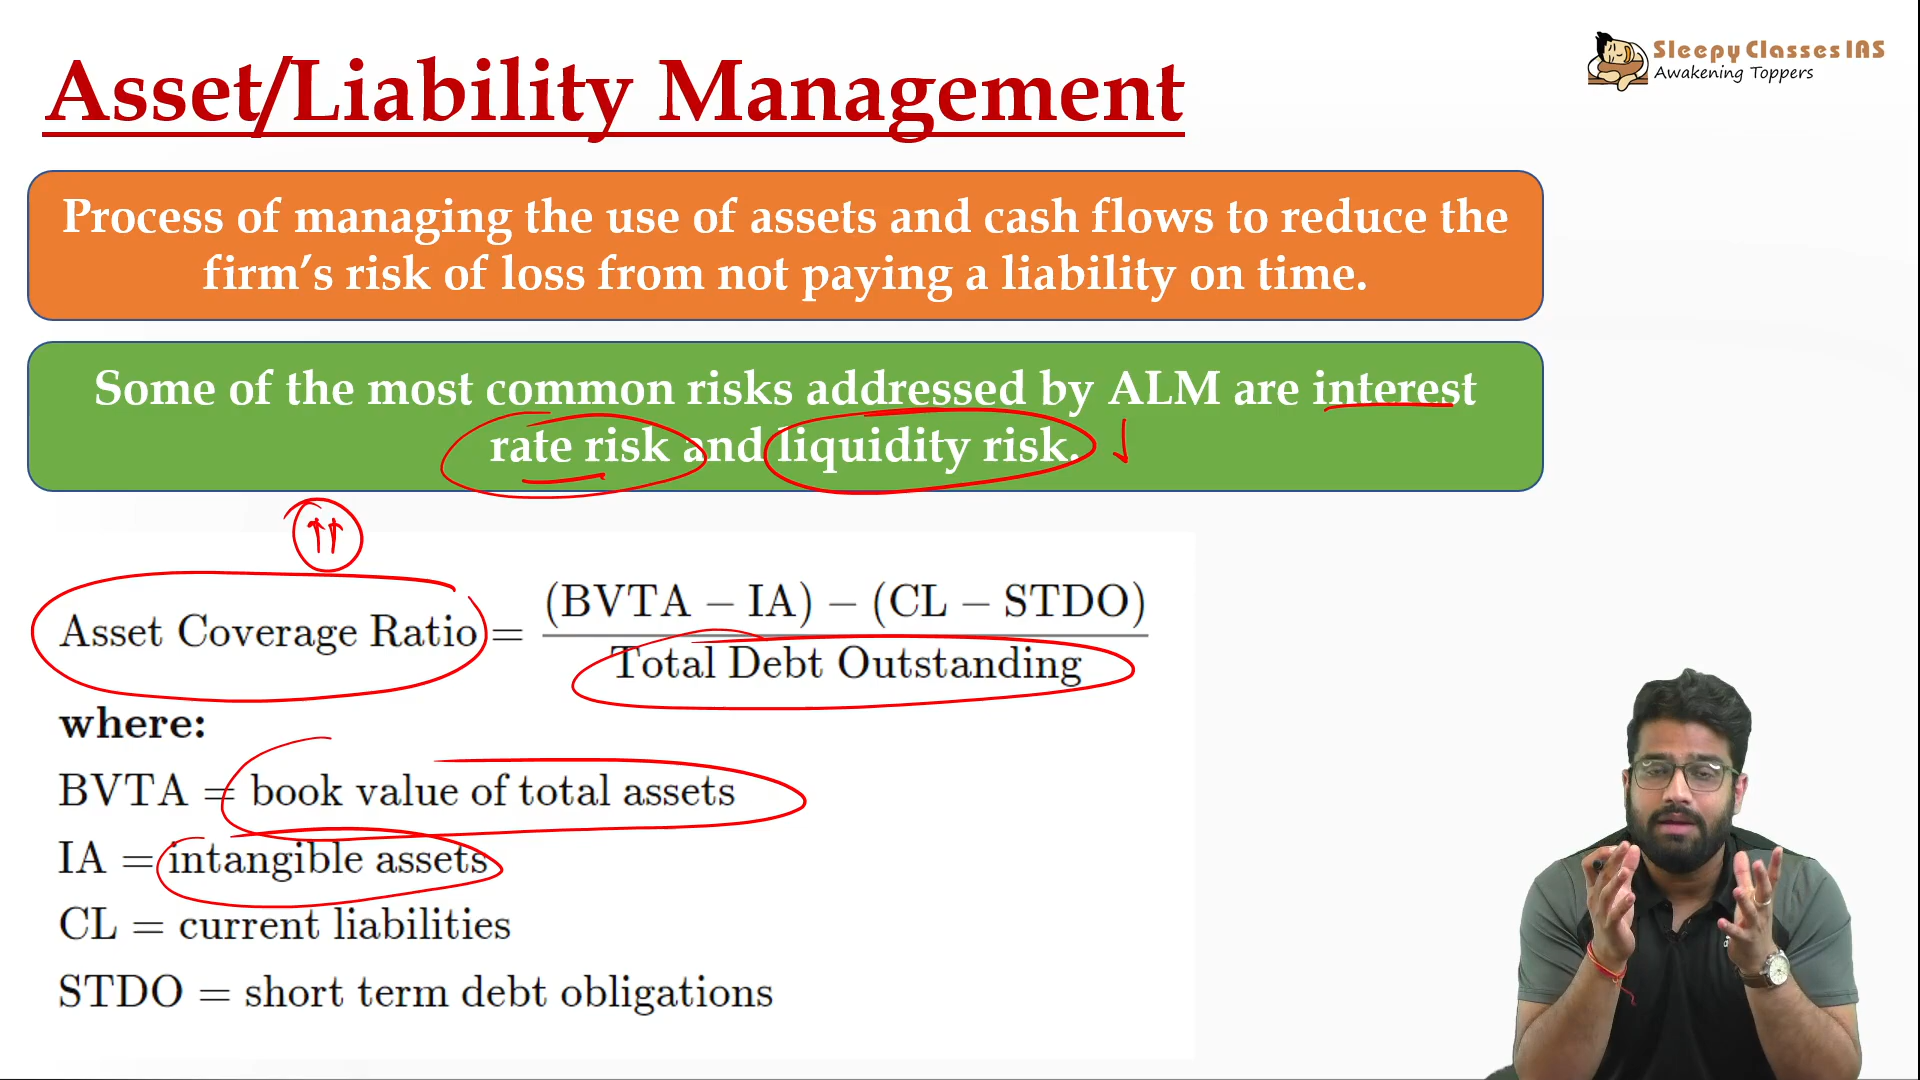 Sleepy Classes IAS
Awakening Toppers
Asset/Liability Management
Process of managing the use of assets and cash flows to reduce the
firm’s risk of loss from not paying a liability on time.
Some of the most common risks addressed by ALM are interest
rate risk and liquidity risk.
Asset Coverage Ratio = (BVTA − IA) − (CL − STDO)
Total Debt Outstanding
where:
BVTA = book value of total assets
IA = intangible assets
CL = current liabilities
STDO = short term debt obligations